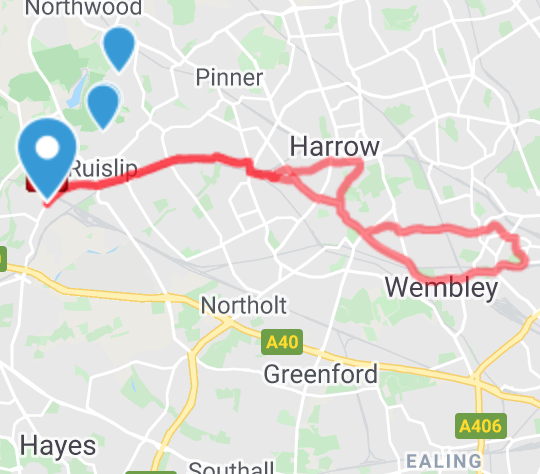 Northwood
Pinner
Harrow
Ruislip
Wembley
Northolt
A40
Greenford
A406
Hayes
EALING
Southall